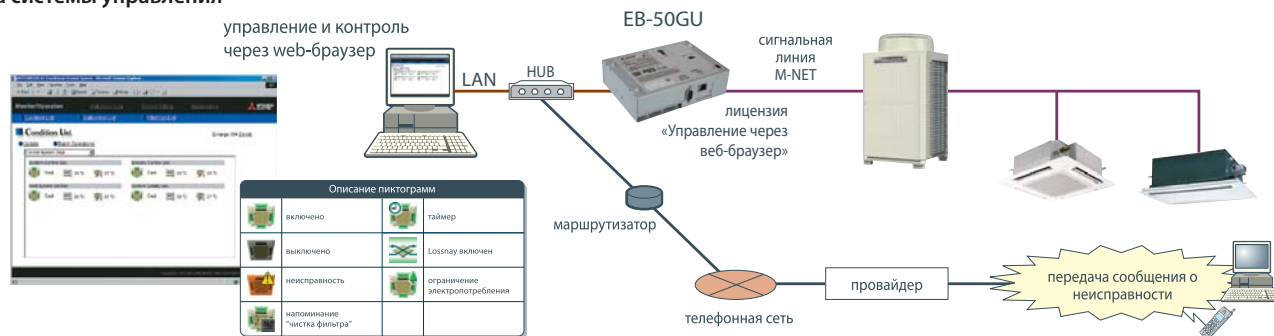 а системы управления
управление и контроль
через web-браузер
LAN
HUB
EB-50GU
сигнальная
линия
M-NET
лицензия
«Управление через
веб-браузер»
Condition List
Описание пиктограмм
включено
таймер
выключено
Lossnay включен
неисправность
ограничение
электропотребления
напоминание
"чистка фильтра"
маршрутизатор
телефонная сеть
провайдер
передача сообщения о
неисправности